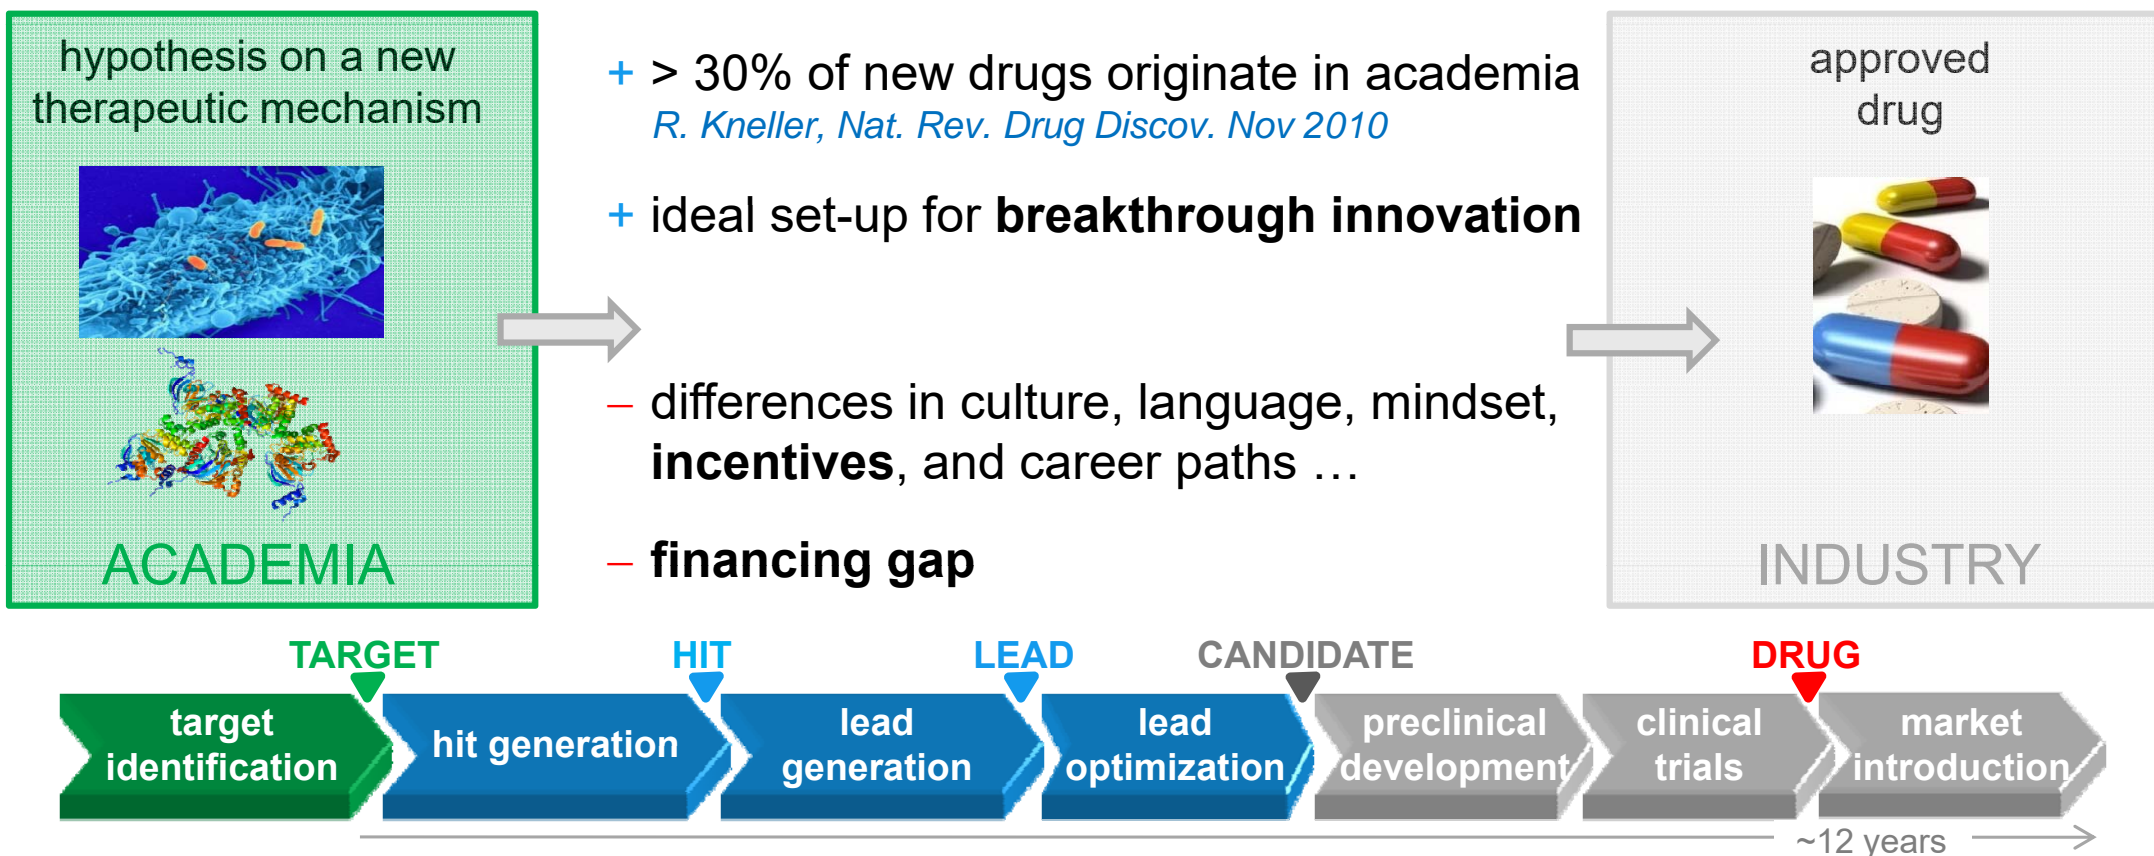 hypothesis on a new
therapeutic mechanism
ACADEMIA
+ > 30% of new drugs originate in academia
R. Kneller, Nat. Rev. Drug Discov. Nov 2010
+ ideal set-up for breakthrough innovation
– differences in culture, language, mindset,
incentives, and career paths …
– financing gap
approved
drug
INDUSTRY
TARGET
HIT
LEAD
CANDIDATE
DRUG
target
identification
hit generation
lead
generation
lead
optimization
preclinical
development
clinical
trials
market
introduction
~12 years